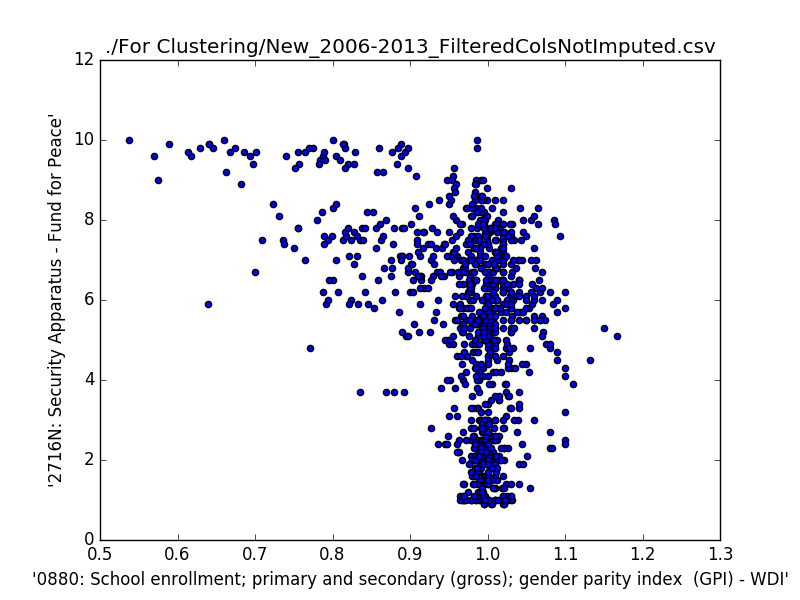 ./For Clustering/New_2006-2013_FilteredColsNotImputed.csv
12
10
8
6
4
2
0
'2716N: Security Apparatus - Fund for Peace'
0.5 0.6 0.7 0.8 0.9 1.0 1.1 1.2 1.3
'0880: School enrollment; primary and secondary (gross); gender parity index  (GPI) - WDI'